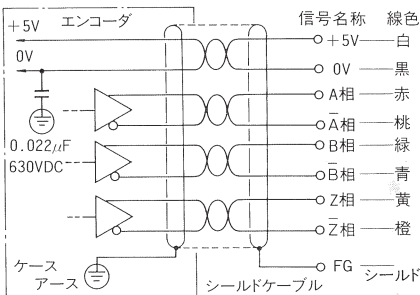 エンコーダ
信号名称 線色
+5V
+5V 白
0V
0V 黒
A相 赤
A̅相 桃
0.022μF
630VDC
B相 緑
B̅相 青
Z相 黄
Z̅相 橙
ケース
アース
シールドケーブル
FG シールド